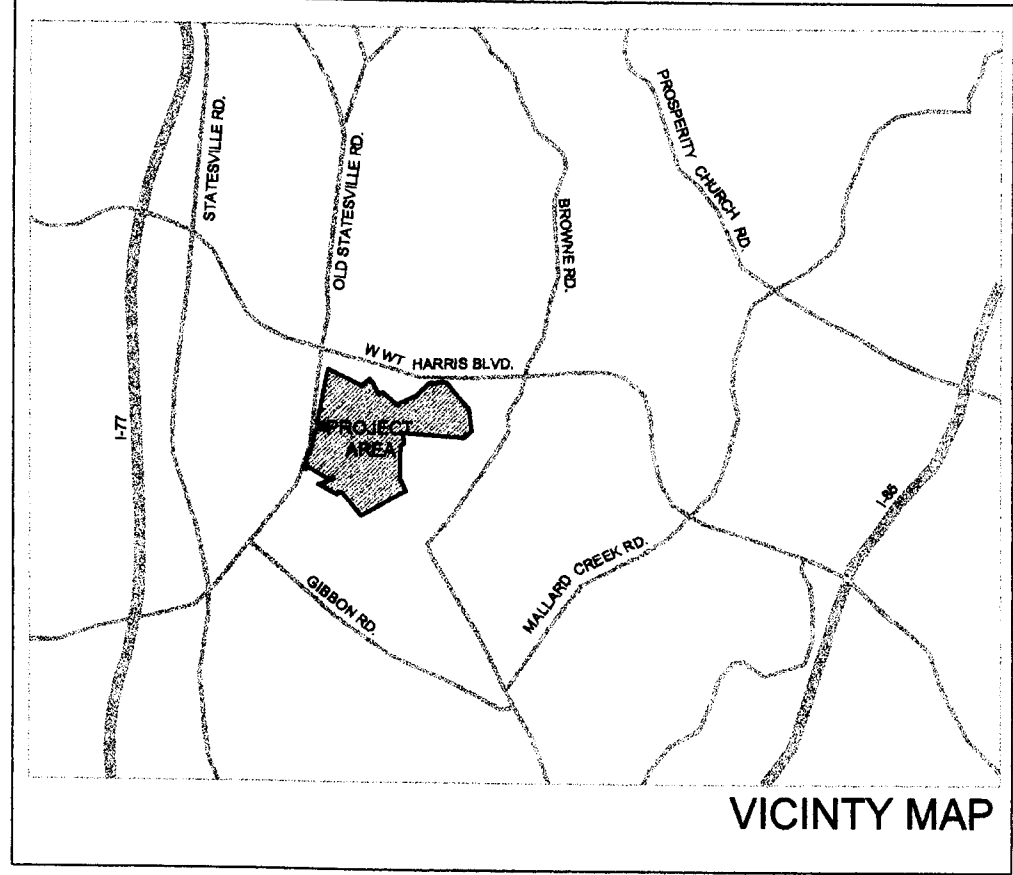 STATESVILLE RD.
OLD STATESVILLE RD.
PROSPERITY CHURCH RD.
BROWNE RD.
W WT HARRIS BLVD.
I-77
PROJECT
AREA
I-85
GIBBON RD.
MALLARD CREEK RD.
VICINTY MAP